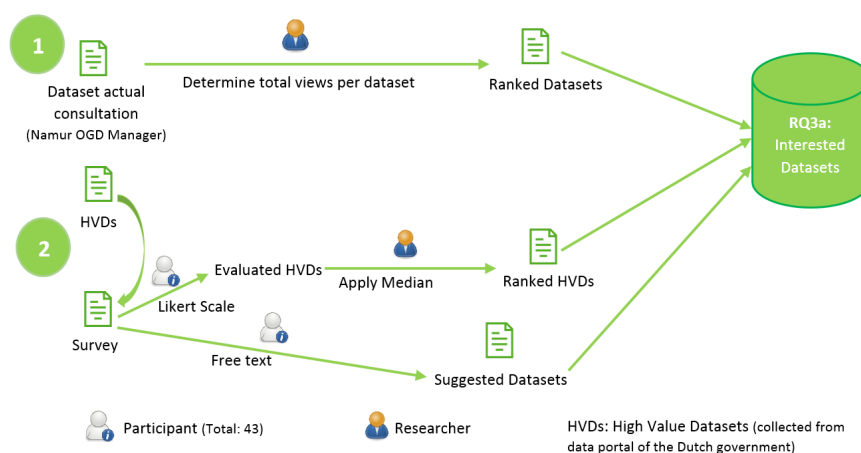 1
Dataset actual
consultation
(Namur OGD Manager)
Determine total views per dataset
Ranked Datasets
RQ3a:
Interested
Datasets
HVDs
2
Evaluated HVDs
Apply Median
Ranked HVDs
Likert Scale
Survey
Free text
Suggested Datasets
Participant (Total: 43)
Researcher
HVDs: High Value Datasets (collected from
data portal of the Dutch government)